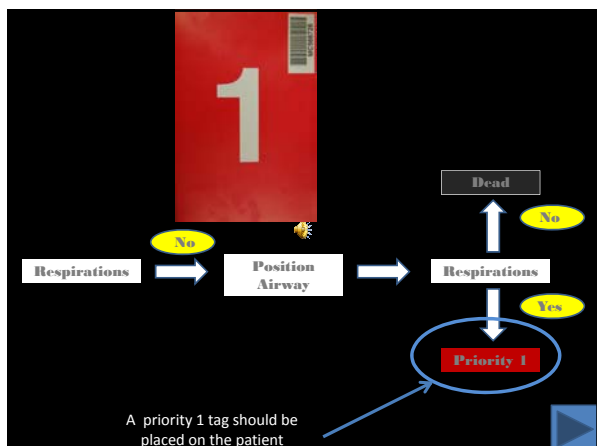 1
No
Respirations
Position
Airway
Respirations
Dead
No
Yes
Priority 1
A priority 1 tag should be
placed on the patient